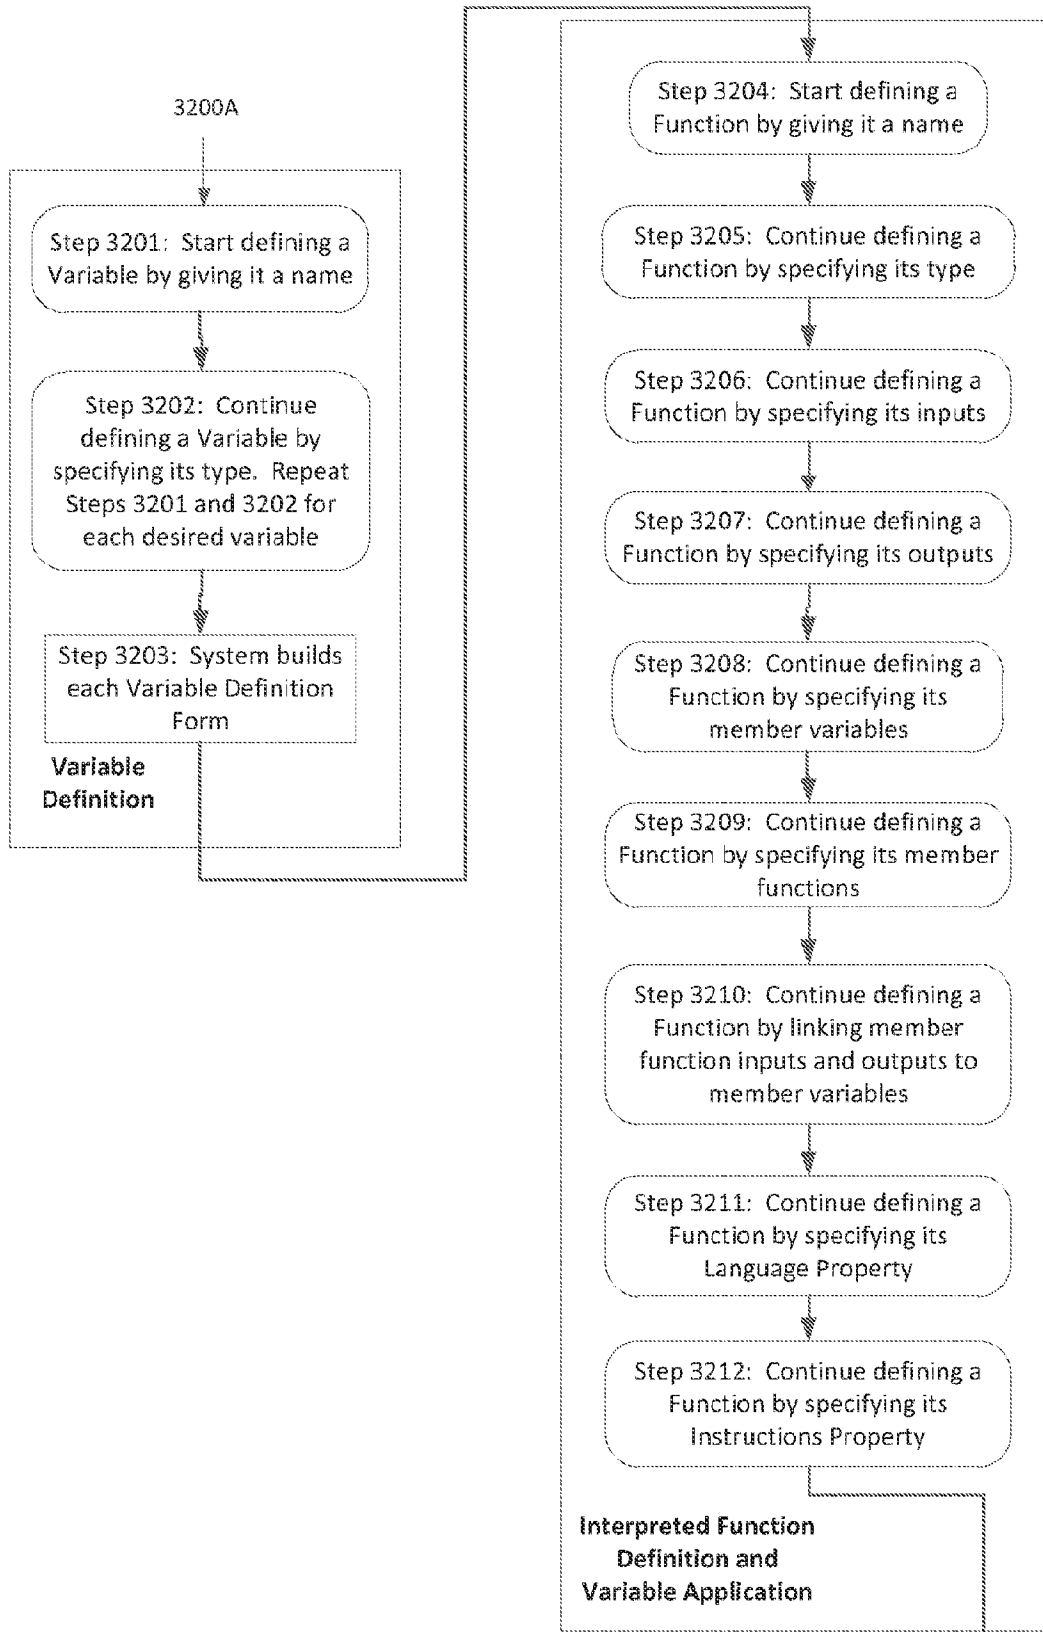 3200A
Step 3201: Start defining a
Variable by giving it a name
Step 3202: Continue
defining a Variable by
specifying its type. Repeat
Steps 3201 and 3202 for
each desired variable
Step 3203: System builds
each Variable Definition
Form
Variable
Definition
Step 3204: Start defining a
Function by giving it a name
Step 3205: Continue defining a
Function by specifying its type
Step 3206: Continue defining a
Function by specifying its inputs
Step 3207: Continue defining a
Function by specifying its outputs
Step 3208: Continue defining a
Function by specifying its
member variables
Step 3209: Continue defining a
Function by specifying its member
functions
Step 3210: Continue defining a
Function by linking member
function inputs and outputs to
member variables
Step 3211: Continue defining a
Function by specifying its
Language Property
Step 3212: Continue defining a
Function by specifying its
Instructions Property
Interpreted Function
Definition and
Variable Application